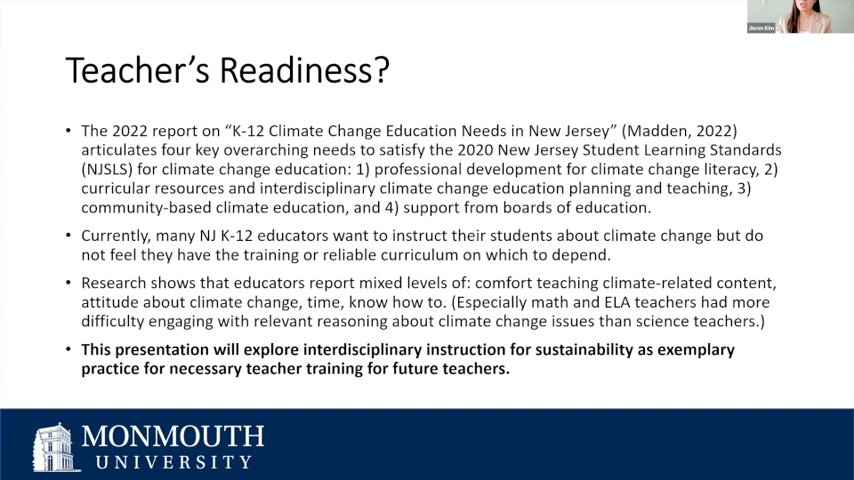 Jiwon Kim
Teacher's Readiness?
• The 2022 report on "K-12 Climate Change Education Needs in New Jersey" (Madden, 2022)
articulates four key overarching needs to satisfy the 2020 New Jersey Student Learning Standards
(NJSLS) for climate change education: 1) professional development for climate change literacy, 2)
curricular resources and interdisciplinary climate change education planning and teaching, 3)
community-based climate education, and 4) support from boards of education.
• Currently, many NJ K-12 educators want to instruct their students about climate change but do
not feel they have the training or reliable curriculum on which to depend.
• Research shows that educators report mixed levels of: comfort teaching climate-related content,
attitude about climate change, time, know how to. (Especially math and ELA teachers had more
difficulty engaging with relevant reasoning about climate change issues than science teachers.)
• This presentation will explore interdisciplinary instruction for sustainability as exemplary
practice for necessary teacher training for future teachers.
MONMOUTH
UNIVERSITY